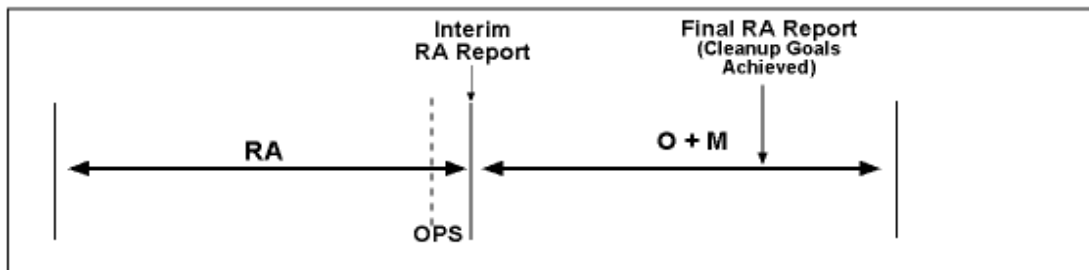 Interim
RA Report
Final RA Report
(Cleanup Goals
Achieved)
RA
O + M
OPS